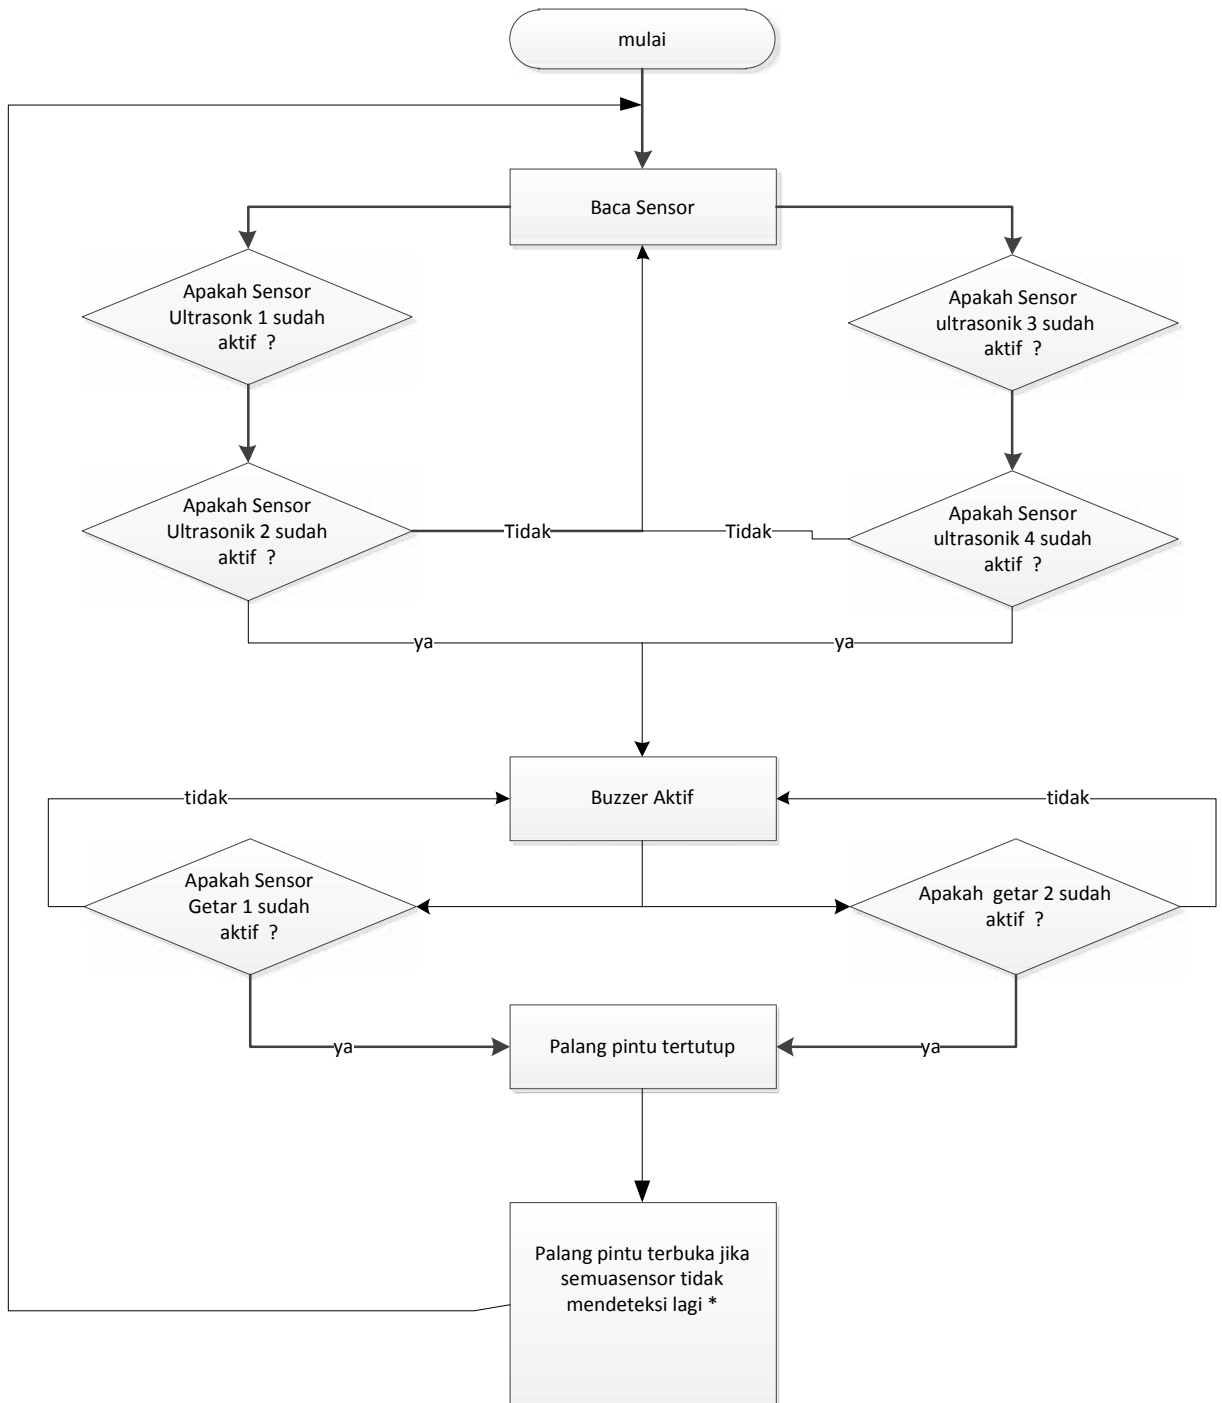 mulai
Baca Sensor
Apakah Sensor
Ultrasonk 1 sudah
aktif  ?
Apakah Sensor
ultrasonik 3 sudah
aktif  ?
Apakah Sensor
Ultrasonik 2 sudah
aktif  ?
Tidak
Tidak
Apakah Sensor
ultrasonik 4 sudah
aktif  ?
ya
ya
tidak
Buzzer Aktif
tidak
Apakah Sensor
Getar 1 sudah
aktif  ?
Apakah  getar 2 sudah
aktif  ?
ya
Palang pintu tertutup
ya
Palang pintu terbuka jika
semuasensor tidak
mendeteksi lagi *